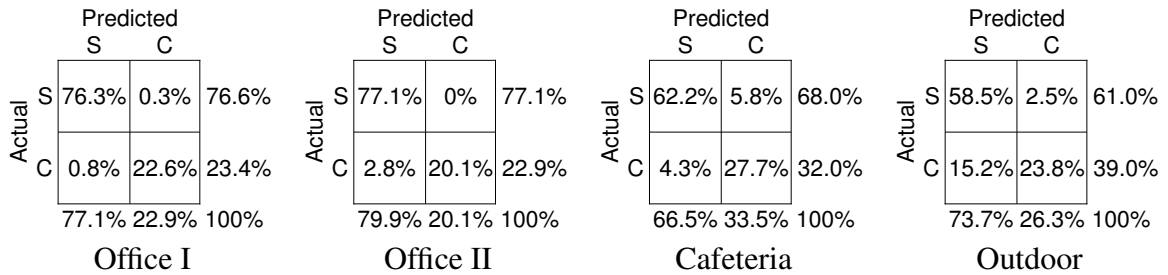 Predicted Predicted Predicted Predicted
S C S C S C S C
S 76.3% 0.3% 76.6% S 77.1% 0% 77.1% S 62.2% 5.8% 68.0% S 58.5% 2.5% 61.0%
Actual Actual Actual Actual
C 0.8% 22.6% 23.4% C 2.8% 20.1% 22.9% C 4.3% 27.7% 32.0% C 15.2% 23.8% 39.0%
77.1% 22.9% 100% 79.9% 20.1% 100% 66.5% 33.5% 100% 73.7% 26.3% 100%
Office I Office II Cafeteria Outdoor